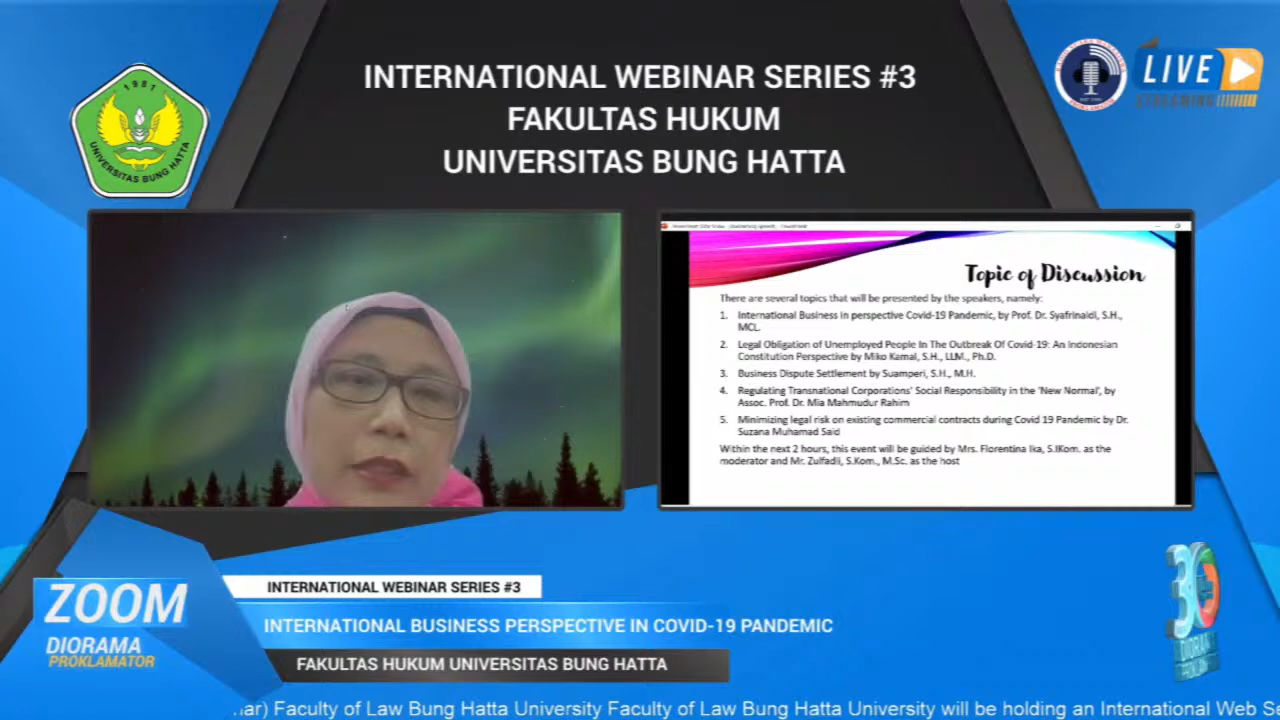 INTERNATIONAL WEBINAR SERIES #3
FAKULTAS HUKUM
UNIVERSITAS BUNG HATTA
1981
UNIVERSITAS BUNG HATTA
LIVE
STREAMING
Topic of Discussion
There are several topics that will be presented by the speakers, namely:
1. International Business in perspective Covid-19 Pandemic, by Prof. Dr. Syafrinaldi, S.H.,
MCL.
2. Legal Obligation of Unemployed People In The Outbreak Of Covid-19: An Indonesian
Constitution Perspective by Miko Kamal, S.H., LLM., Ph.D.
3. Business Dispute Settlement by Suamperi, S.H., M.H.
4. Regulating Transnational Corporations' Social Responsibility in the 'New Normal', by
Assoc. Prof. Dr. Mia Mahmudur Rahim
5. Minimizing legal risk on existing commercial contracts during Covid 19 Pandemic by Dr.
Suzana Muhamad Said
Within the next 2 hours, this event will be guided by Mrs. Florentina Ika, S.IKom. as the
moderator and Mr. Zulfadli, S.Kom., M.Sc. as the host
ZOOM
DIORAMA
PROKLAMATOR
INTERNATIONAL WEBINAR SERIES #3
INTERNATIONAL BUSINESS PERSPECTIVE IN COVID-19 PANDEMIC
FAKULTAS HUKUM UNIVERSITAS BUNG HATTA
30
nar) Faculty of Law Bung Hatta University Faculty of Law Bung Hatta University will be holding an International Web Se